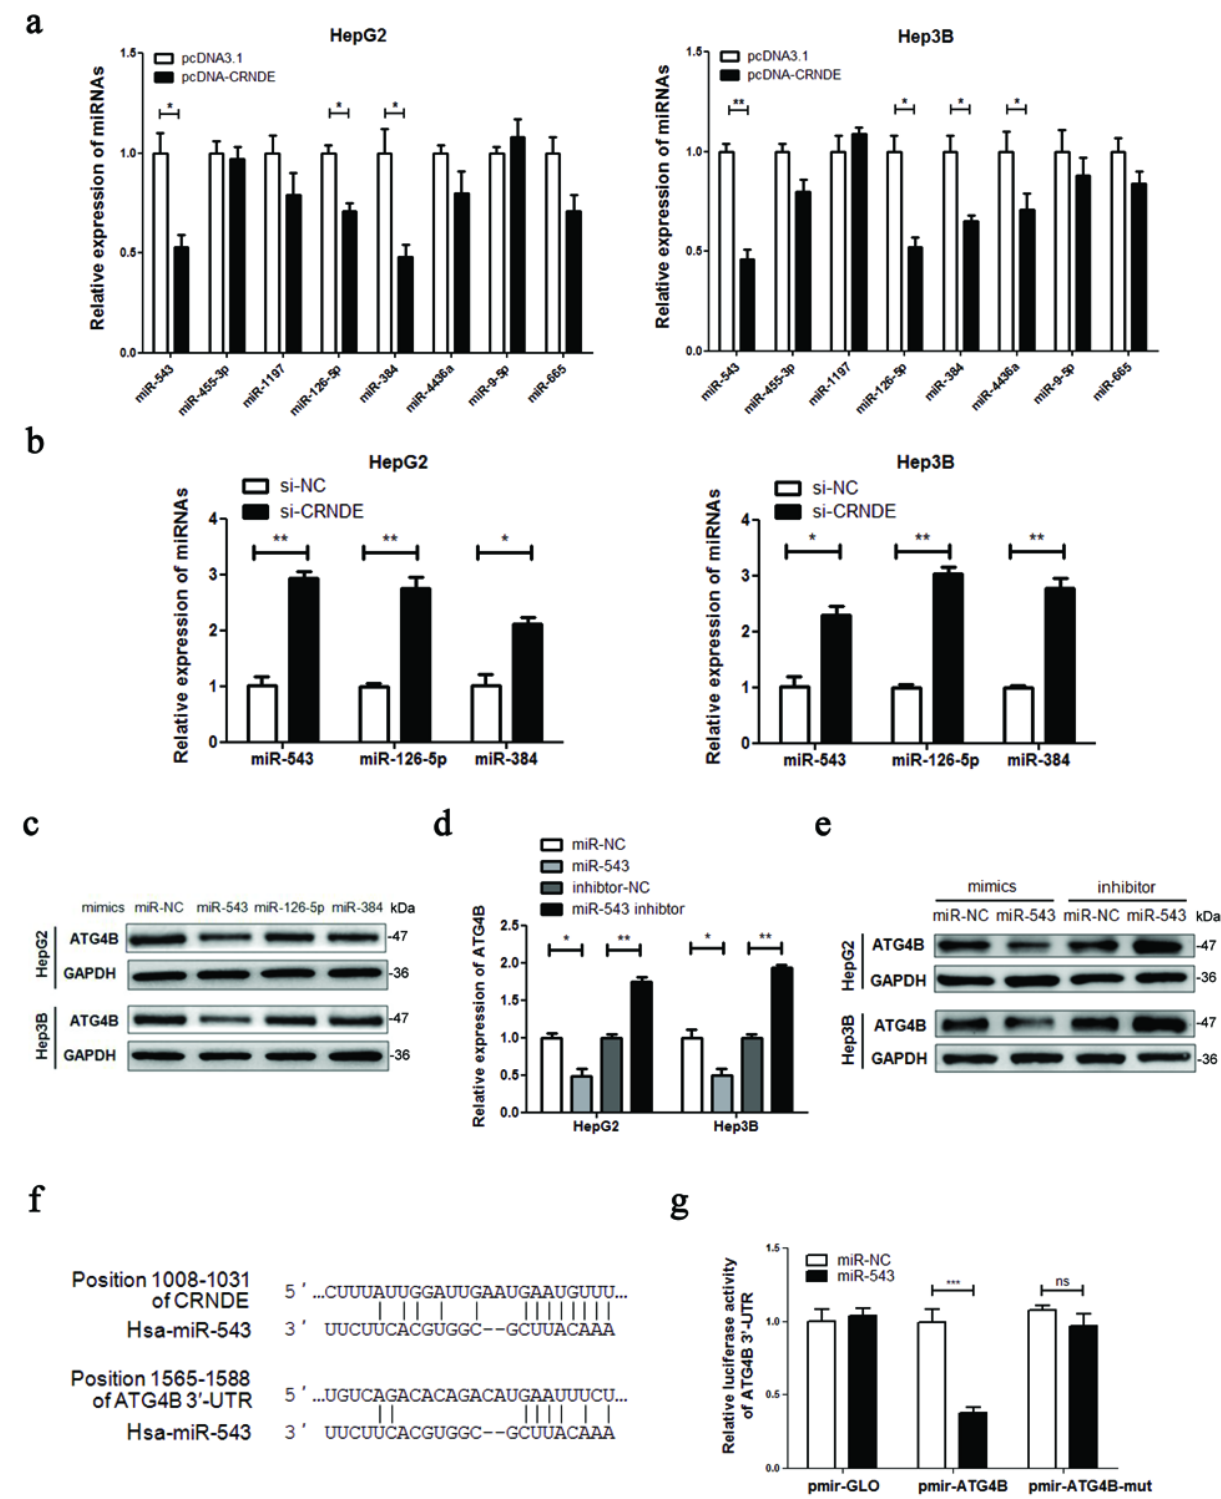 a
HepG2
pcDNA3.1
pcDNA-CRNDE
Relative expression of miRNAs
1.5
1.0
0.5
0.0
* * *
miR-543 miR-455-3p miR-1197 miR-126-5p miR-384 miR-4436a miR-9-5p miR-665
Hep3B
pcDNA3.1
pcDNA-CRNDE
Relative expression of miRNAs
1.5
1.0
0.5
0.0
** * * *
miR-543 miR-455-3p miR-1197 miR-126-5p miR-384 miR-4436a miR-9-5p miR-665
b
HepG2
si-NC
si-CRNDE
Relative expression of miRNAs
4
3
2
1
0
** ** *
miR-543 miR-126-5p miR-384
Hep3B
si-NC
si-CRNDE
Relative expression of miRNAs
4
3
2
1
0
* ** **
miR-543 miR-126-5p miR-384
c
mimics miR-NC miR-543 miR-126-5p miR-384 kDa
HepG2
ATG4B -47
GAPDH -36
Hep3B
ATG4B -47
GAPDH -36
d
miR-NC
miR-543
inhibtor-NC
miR-543 inhibtor
Relative expression of ATG4B
2.5
2.0
1.5
1.0
0.5
0.0
* ** * **
HepG2 Hep3B
e
mimics inhibitor
miR-NC miR-543 miR-NC miR-543 kDa
HepG2
ATG4B -47
GAPDH -36
Hep3B
ATG4B -47
GAPDH -36
f
Position 1008-1031
of CRNDE 5 ′ ...CUUUAUUGGAUUGAAUGAAUGUUU...
Hsa-miR-543 3 ′ UUCUUCACGUGGC--GCUUACAAA
Position 1565-1588
of ATG4B 3′-UTR 5 ′ ...UGUCAGACACAGACAUGAAUUUCU...
Hsa-miR-543 3 ′ UUCUUCACGUGGC--GCUUACAAA
g
miR-NC
miR-543
Relative luciferase activity
of ATG4B 3′-UTR
1.5
1.0
0.5
0.0
*** ns
pmir-GLO pmir-ATG4B pmir-ATG4B-mut